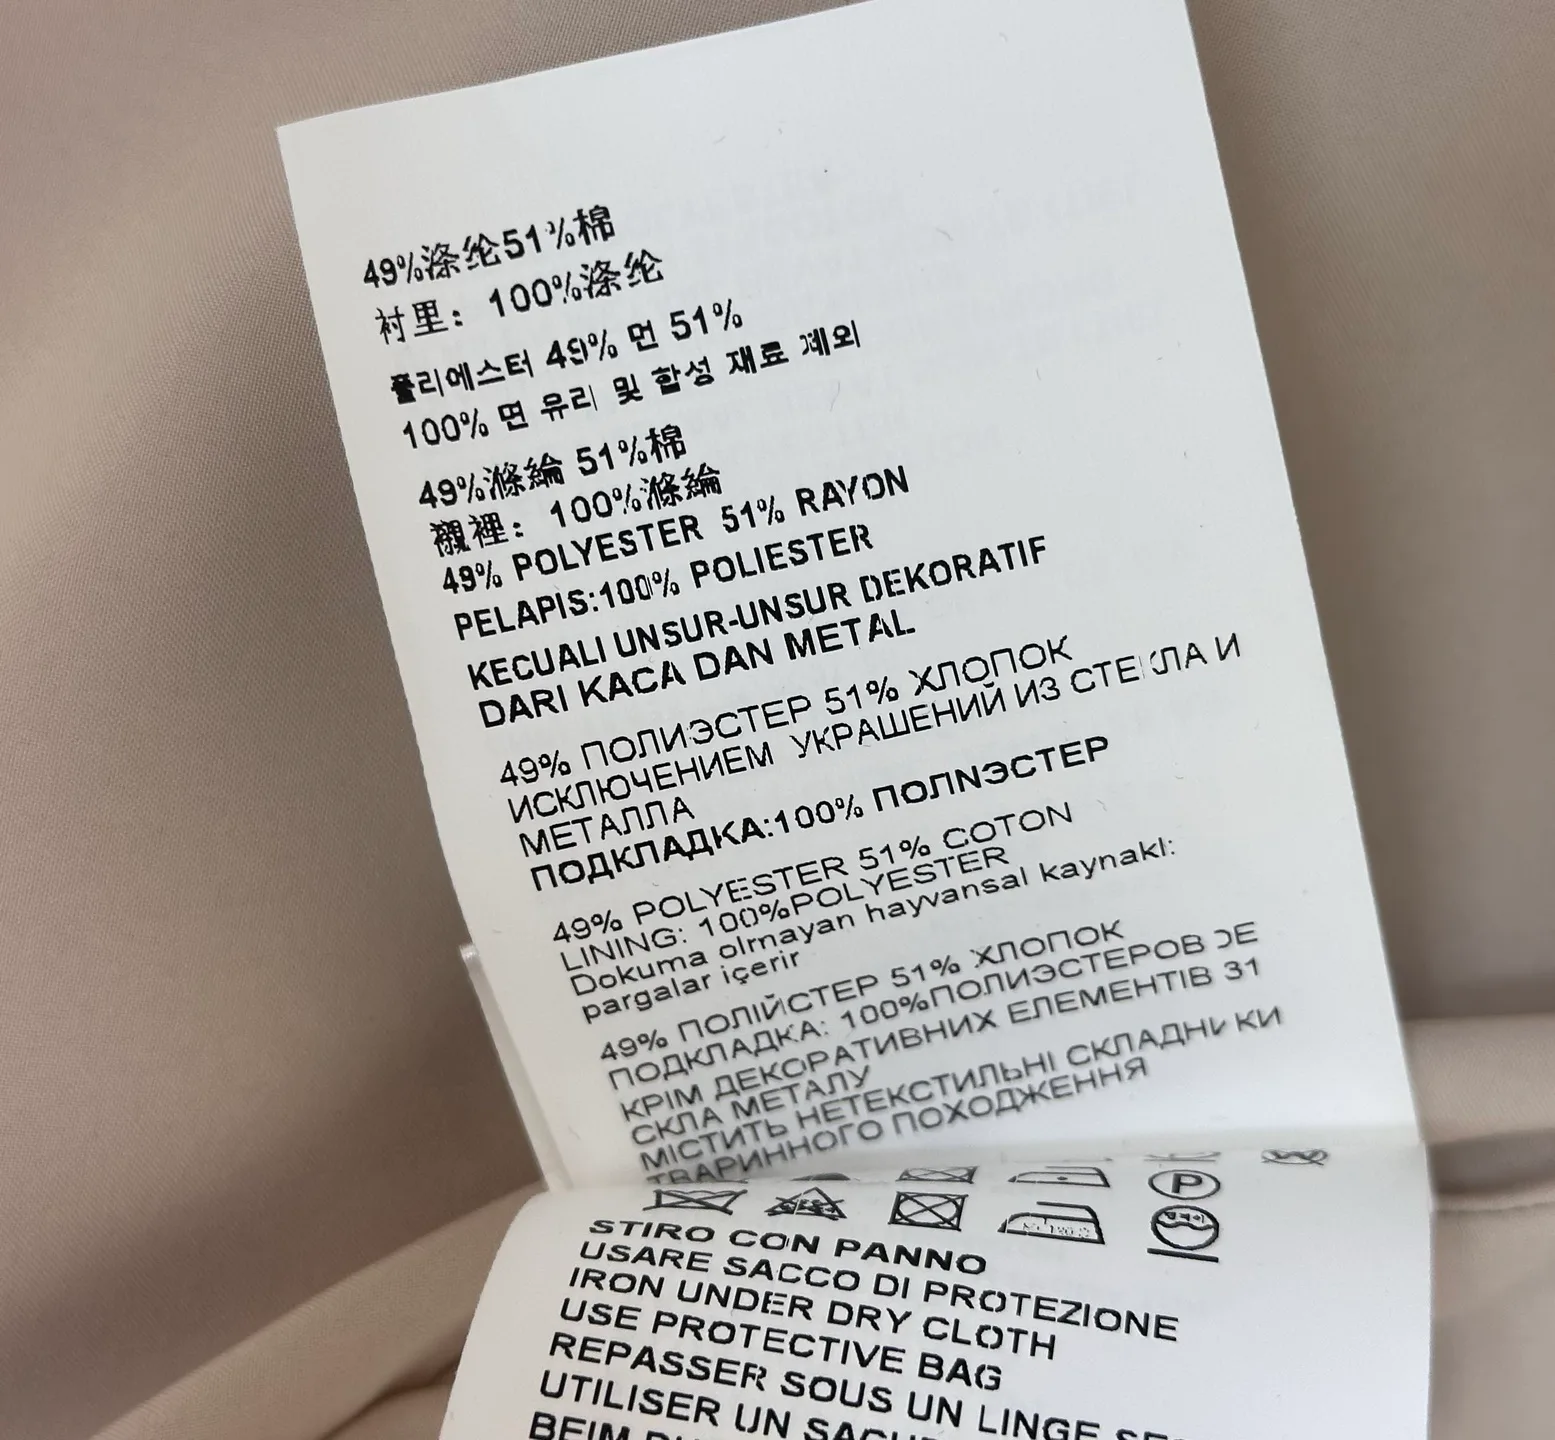 49%涤纶51%棉
衬里：100%涤纶
폴리에스터 49% 먼 51%
100% 면 유리 및 합성 재료 제외
49%滌綸 51%棉
襯裡：100%滌綸
49% POLYESTER 51% RAYON
PELAPIS:100% POLIESTER
KECUALI UNSUR-UNSUR DEKORATIF
DARI KACA DAN METAL
49% ПОЛИЭСТЕР 51% ХЛОПОК
ИСКЛЮЧЕНИЕМ УКРАШЕНИЙ ИЗ СТЕКЛА И
МЕТАЛЛА
ПОДКЛАДКА:100% ПОЛNЭСТЕР
49% POLYESTER 51% COTON
LINING: 100%POLYESTER
Dokuma olmayan hayvansal kaynakl:
pargalar içerir
49% ПОЛІЙСТЕР 51% ХЛОПОК
ПОДКЛАДКА: 100%ПОЛИЭСТЕРОВ
КРІМ ДЕКОРАТИВНИХ ЕЛЕМЕНТІВ 31
СКЛА МЕТАЛУ
МІСТИТЬ НЕТЕКСТИЛЬНІ СКЛАДНИКИ
ТВАРИННОГО ПОХОДЖЕННЯ
P
STIRO CON PANNO
USARE SACCO DI PROTEZIONE
IRON UNDER DRY CLOTH
USE PROTECTIVE BAG
REPASSER SOUS UN LINGE
UTILISER UN
BEIM